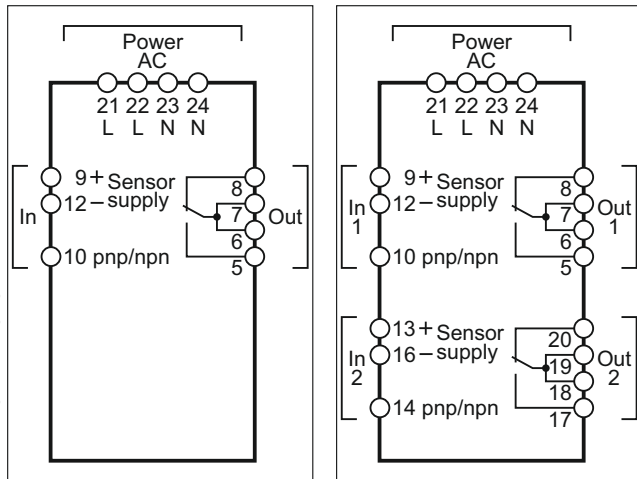 Power
AC
21 22 23 24
L L N N
9 + Sensor
12 – supply
10 pnp/npn
In
8
7
6
5
Out
Power
AC
21 22 23 24
L L N N
9 + Sensor
12 – supply
10 pnp/npn
In
1
8
7
6
5
Out
1
13 + Sensor
16 – supply
14 pnp/npn
In
2
20
19
18
17
Out
2